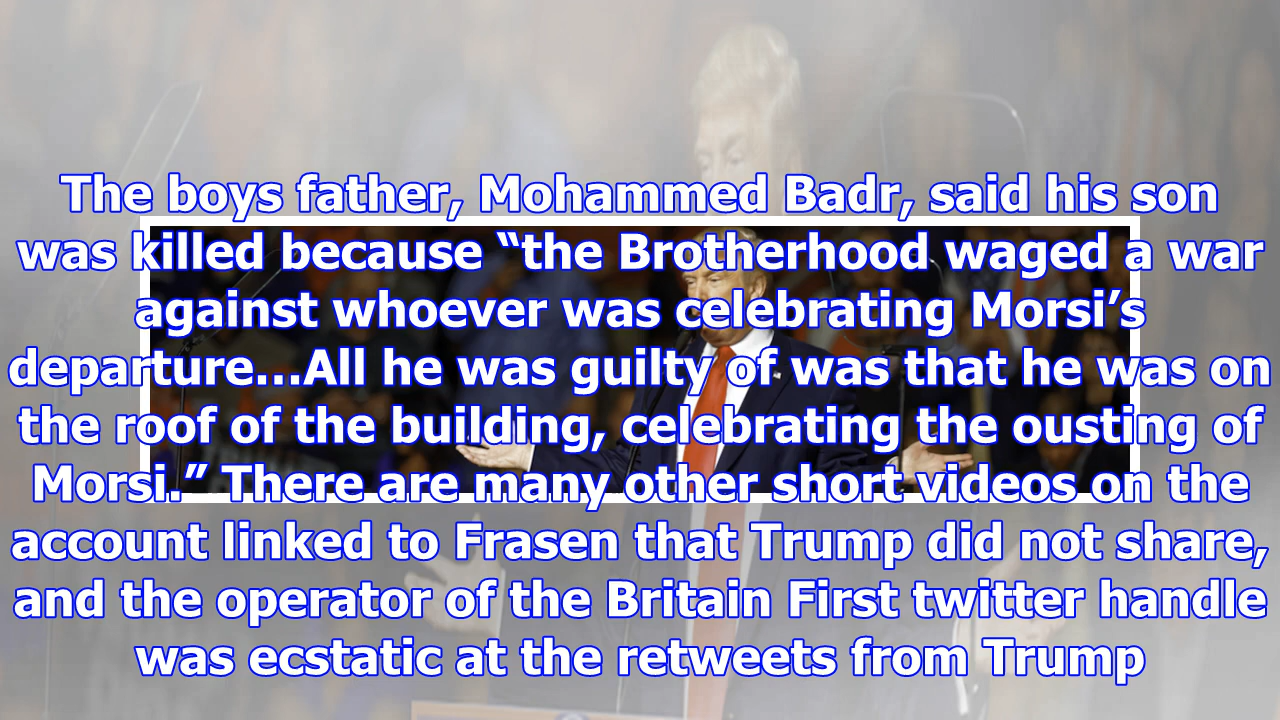 The boys father, Mohammed Badr, said his son
was killed because “the Brotherhood waged a war
against whoever was celebrating Morsi’s
departure...All he was guilty of was that he was on
the roof of the building, celebrating the ousting of
Morsi.” There are many other short videos on the
account linked to Frasen that Trump did not share,
and the operator of the Britain First twitter handle
was ecstatic at the retweets from Trump